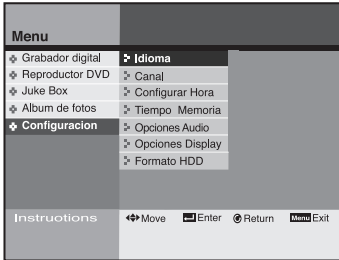 Menu
Grabador digital
Reproductor DVD
Juke Box
Album de fotos
Configuracion
Idioma
Canal
Configurar Hora
Tiempo Memoria
Opciones Audio
Opciones Display
Formato HDD
Instruotions
Move Enter Return Menu Exit